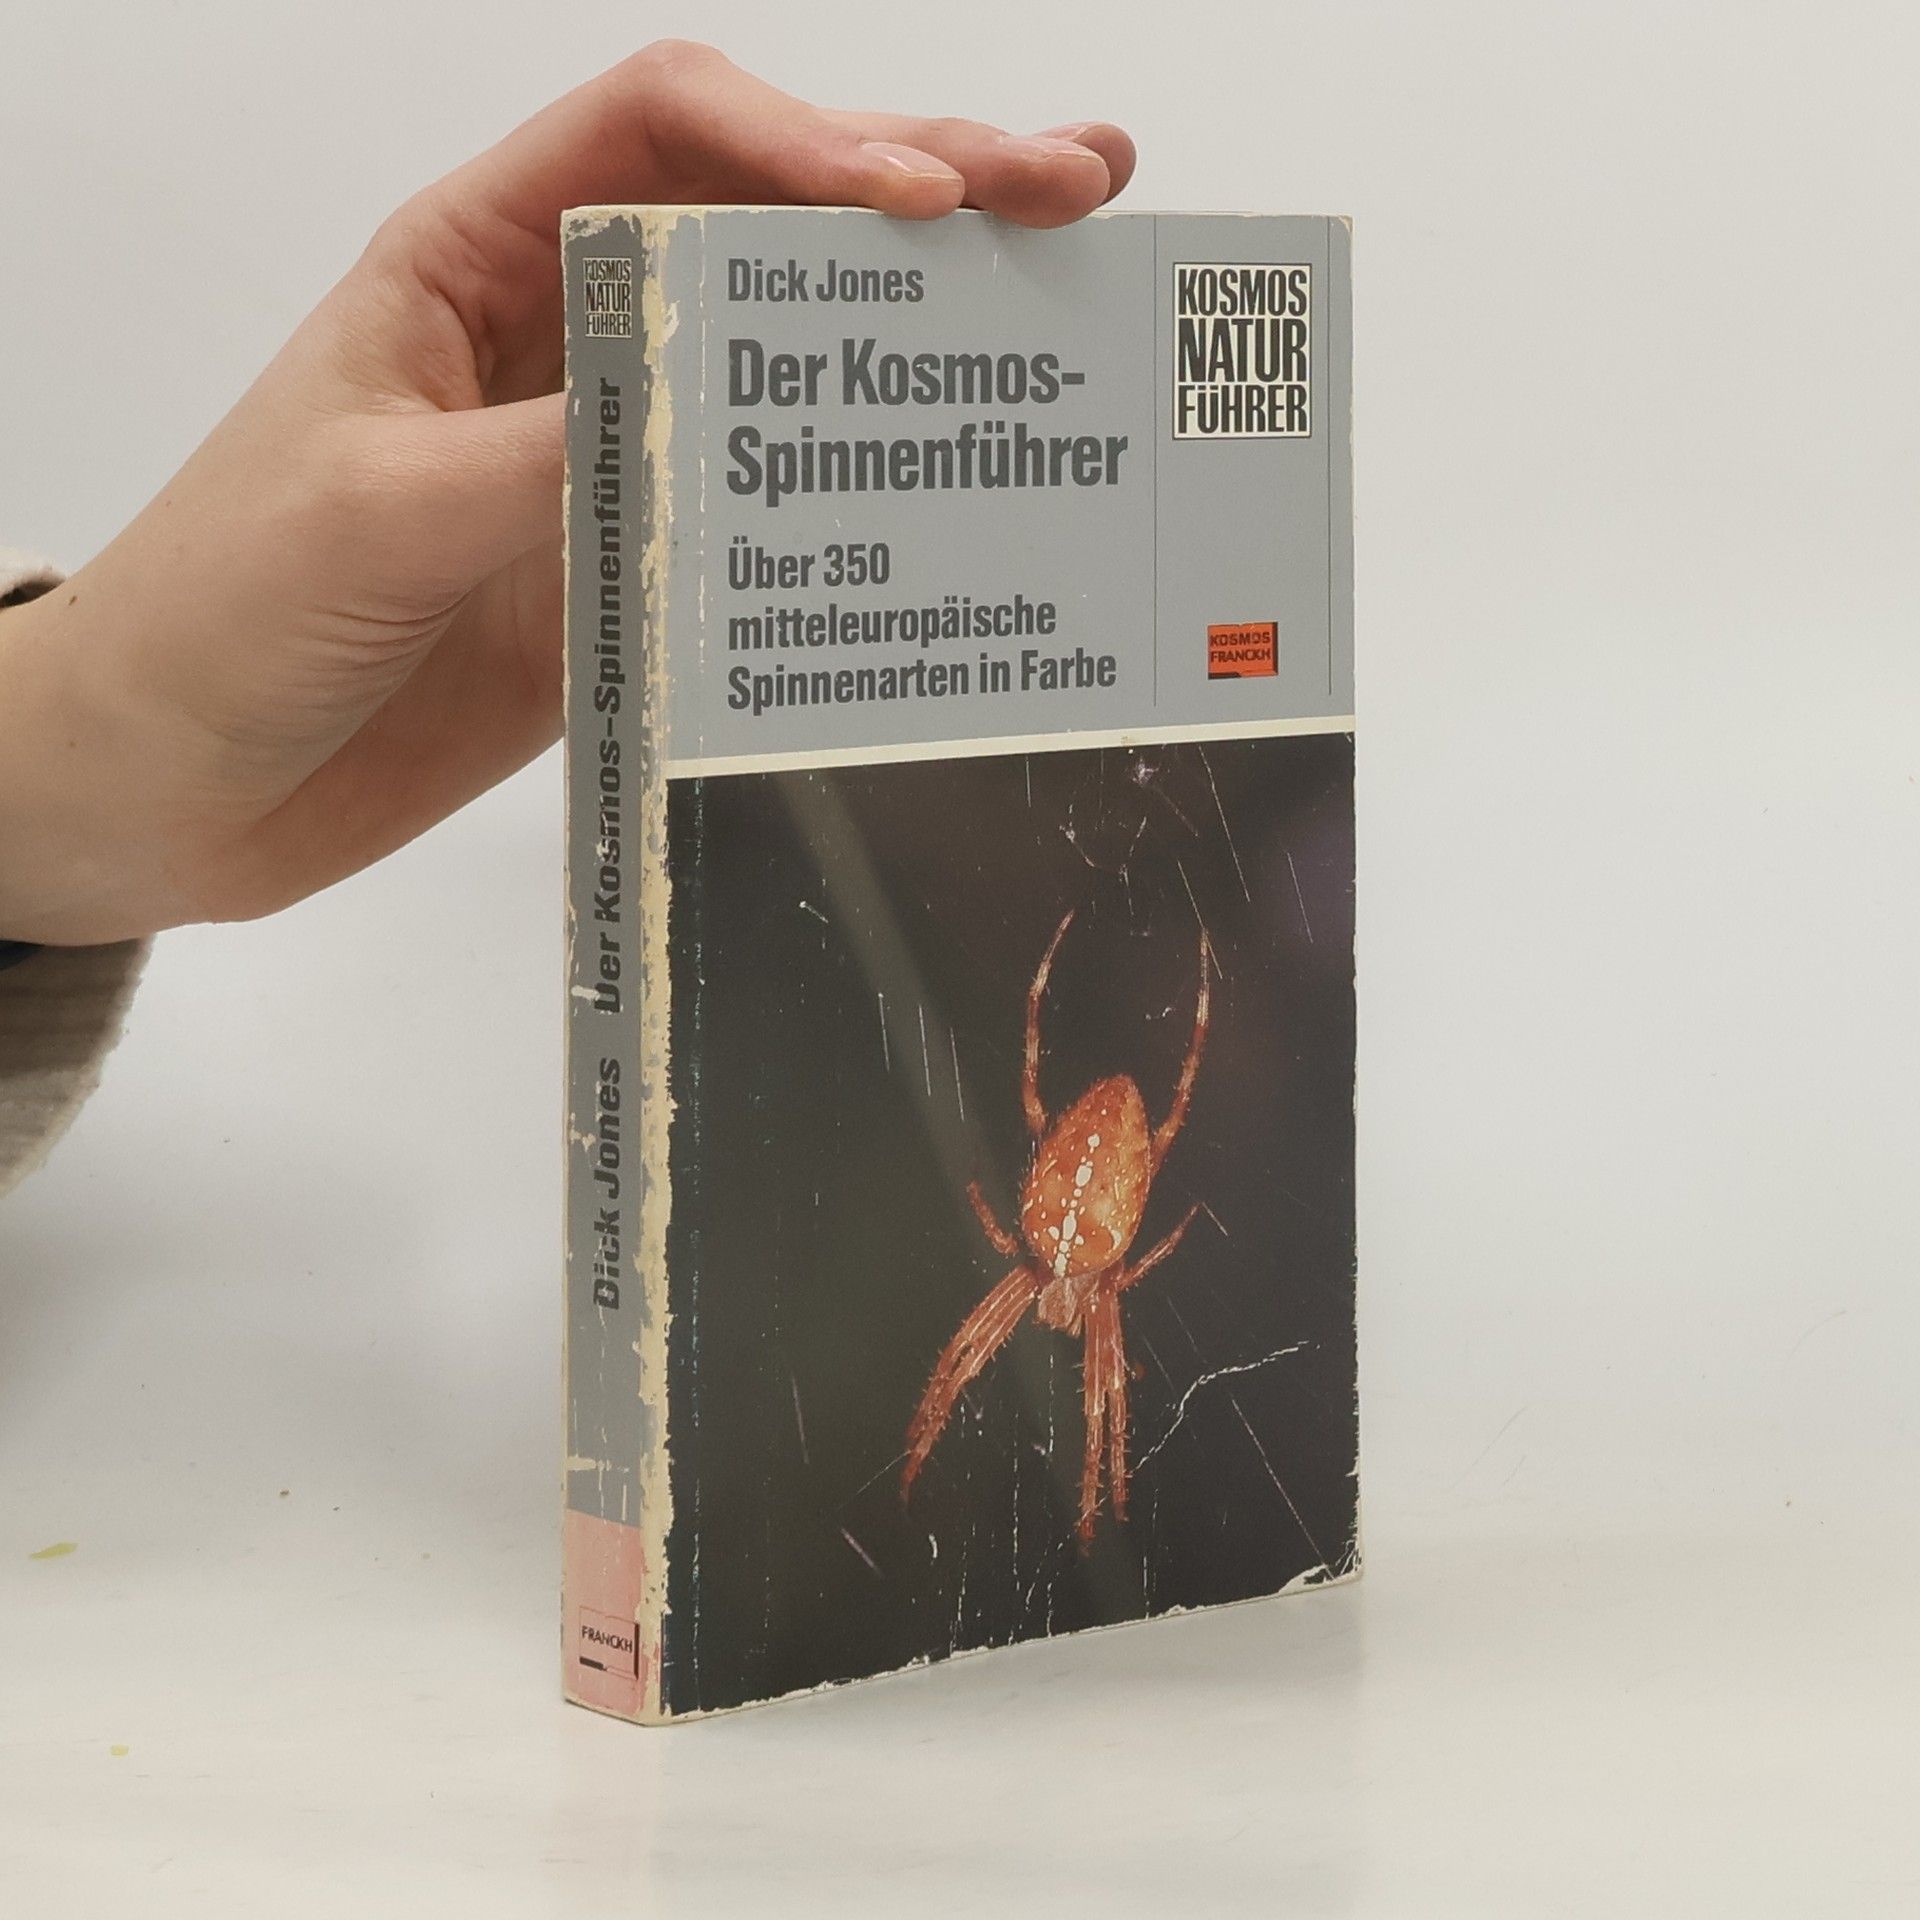 Dick Jones
Der Kosmos-
Spinnenführer
Über 350
mitteleuropäische
Spinnenarten in Farbe
KOSMOS
NATUR
FÜHRER
KOSMOS
FRANCKH
KOSMOS
NATUR
FÜHRER
Dick Jones Der Kosmos-Spinnenführer
FRANCKH